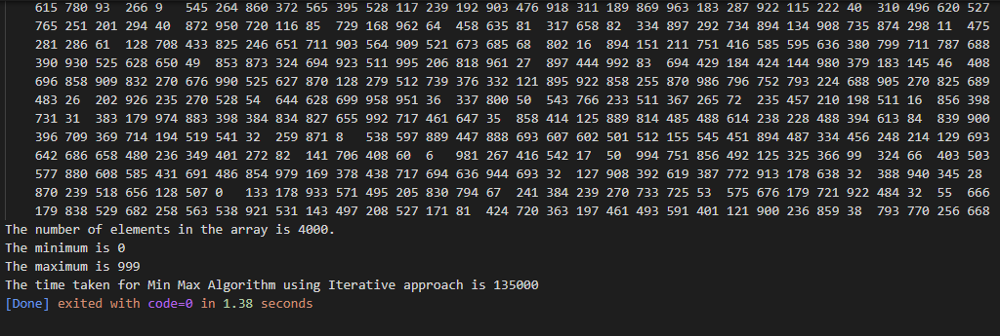 615 780 93 266 9 545 264 860 372 565 395 528 117 239 192 903 476 918 311 189 869 963 183 287 922 115 222 40 310 496 620 527
765 251 201 294 40 872 950 720 116 85 729 168 962 64 458 635 81 317 658 82 334 897 292 734 894 134 908 735 874 298 11 475
281 286 61 128 708 433 825 246 651 711 903 564 909 521 673 685 68 802 16 894 151 211 751 416 585 595 636 380 799 711 787 688
390 930 525 628 650 49 853 873 324 694 923 511 995 206 818 961 27 897 444 992 83 694 429 184 424 144 980 379 183 145 46 408
696 858 909 832 270 676 990 525 627 870 128 279 512 739 376 332 121 895 922 858 255 870 986 796 752 793 224 688 905 270 825 689
483 26 202 926 235 270 528 54 644 628 699 958 951 36 337 800 50 543 766 233 511 367 265 72 235 457 210 198 511 16 856 398
731 31 383 179 974 883 398 384 834 827 655 992 717 461 647 35 858 414 125 889 814 485 488 614 238 228 488 394 613 84 839 900
396 709 369 714 194 519 541 32 259 871 8 538 597 889 447 888 693 607 602 501 512 155 545 451 894 487 334 456 248 214 129 693
642 686 658 480 236 349 401 272 82 141 706 408 60 6 981 267 416 542 17 50 994 751 856 492 125 325 366 99 324 66 403 503
577 880 608 585 431 691 486 854 979 169 378 438 717 694 636 944 693 32 127 908 392 619 387 772 913 178 638 32 388 940 345 28
870 239 518 656 128 507 0 133 178 933 571 495 205 830 794 67 241 384 239 270 733 725 53 575 676 179 721 922 484 32 55 666
179 838 529 682 258 563 538 921 531 143 497 208 527 171 81 424 720 363 197 461 493 591 401 121 900 236 859 38 793 770 256 668
The number of elements in the array is 4000.
The minimum is 0
The maximum is 999
The time taken for Min Max Algorithm using Iterative approach is 135000
[Done] exited with code=0 in 1.38 seconds